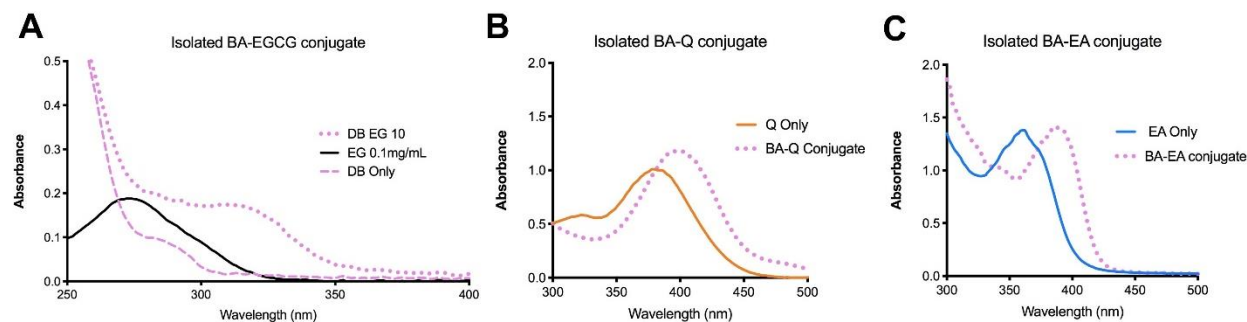 A
Isolated BA-EGCG conjugate
0.5
0.4
0.3
0.2
0.1
0.0
Absorbance
250
300
350
400
Wavelength (nm)
DB EG 10
EG 0.1mg/mL
DB Only
B
Isolated BA-Q conjugate
2.0
1.5
1.0
0.5
0.0
Absorbance
300
350
400
450
500
Wavelength (nm)
Q Only
BA-Q Conjugate
C
Isolated BA-EA conjugate
2.0
1.5
1.0
0.5
0.0
Absorbance
300
350
400
450
500
Wavelength (nm)
EA Only
BA-EA conjugate